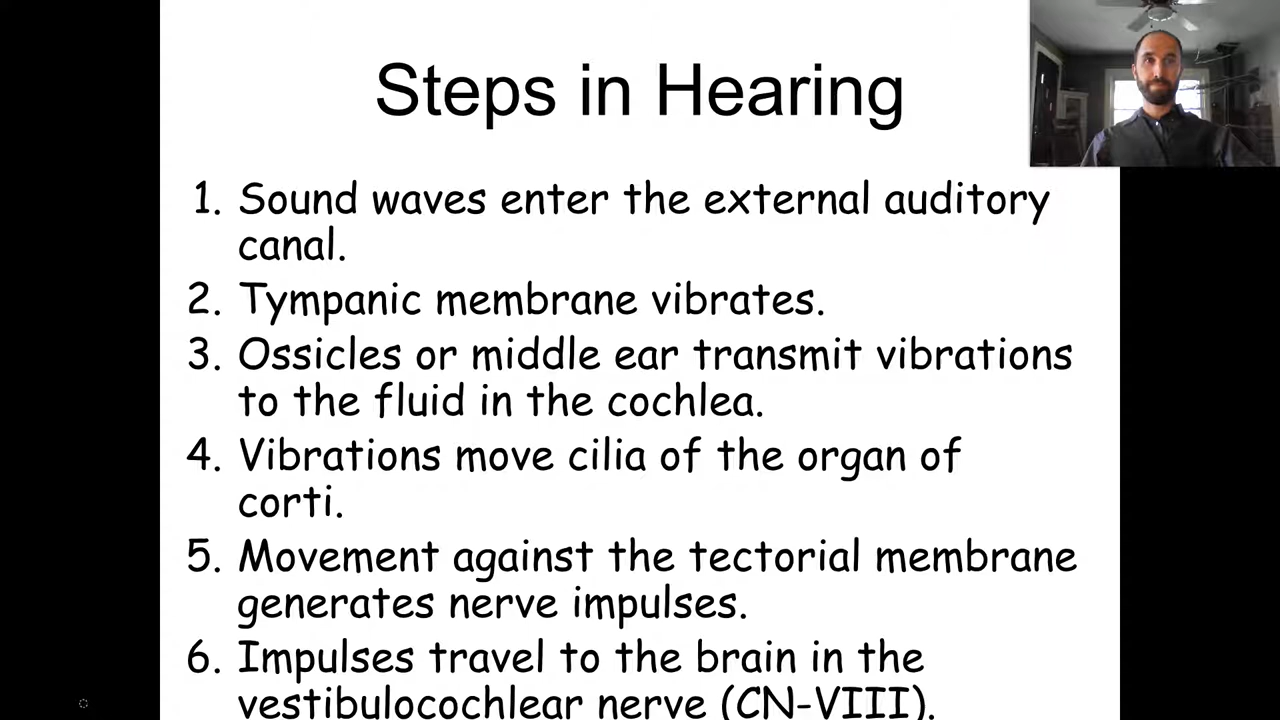 Steps in Hearing
1. Sound waves enter the external auditory
canal.
2. Tympanic membrane vibrates.
3. Ossicles or middle ear transmit vibrations
to the fluid in the cochlea.
4. Vibrations move cilia of the organ of
corti.
5. Movement against the tectorial membrane
generates nerve impulses.
6. Impulses travel to the brain in the
vestibulocochlear nerve (CN-VIII).